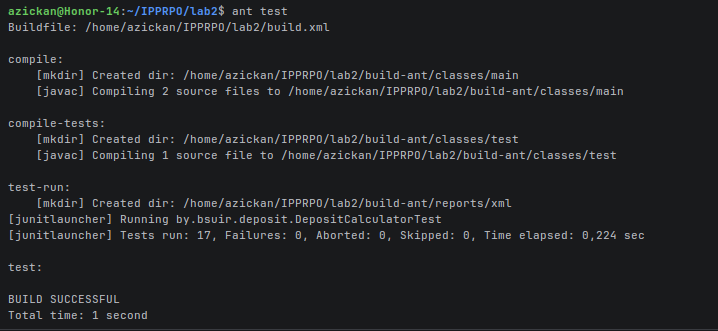 azickan@Honor-14:~/IPPRPO/lab2$ ant test
Buildfile: /home/azickan/IPPRPO/lab2/build.xml

compile:
    [mkdir] Created dir: /home/azickan/IPPRPO/lab2/build-ant/classes/main
    [javac] Compiling 2 source files to /home/azickan/IPPRPO/lab2/build-ant/classes/main

compile-tests:
    [mkdir] Created dir: /home/azickan/IPPRPO/lab2/build-ant/classes/test
    [javac] Compiling 1 source file to /home/azickan/IPPRPO/lab2/build-ant/classes/test

test-run:
    [mkdir] Created dir: /home/azickan/IPPRPO/lab2/build-ant/reports/xml
[junitlauncher] Running by.bsuir.deposit.DepositCalculatorTest
[junitlauncher] Tests run: 17, Failures: 0, Aborted: 0, Skipped: 0, Time elapsed: 0,224 sec

test:

BUILD SUCCESSFUL
Total time: 1 second